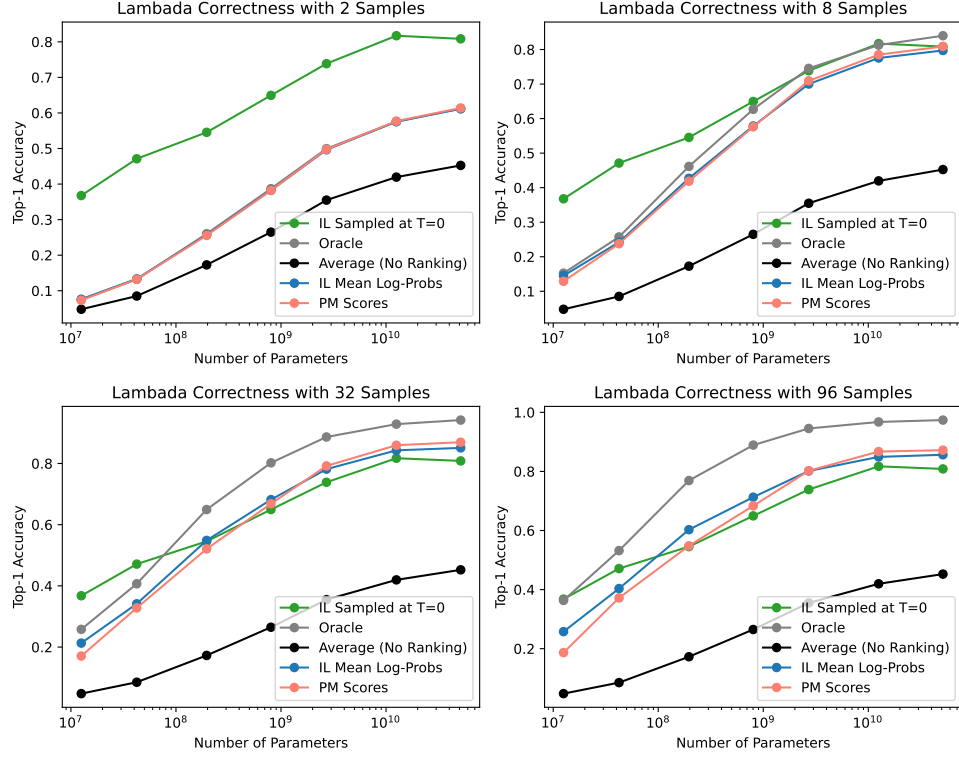 Lambada Correctness with 2 Samples
Top-1 Accuracy
0.8
0.7
0.6
0.5
0.4
0.3
0.2
0.1
IL Sampled at T=0
Oracle
Average (No Ranking)
IL Mean Log-Probs
PM Scores
10^7
10^8
10^9
10^10
Number of Parameters
Lambada Correctness with 8 Samples
Top-1 Accuracy
0.8
0.7
0.6
0.5
0.4
0.3
0.2
0.1
IL Sampled at T=0
Oracle
Average (No Ranking)
IL Mean Log-Probs
PM Scores
10^7
10^8
10^9
10^10
Number of Parameters
Lambada Correctness with 32 Samples
Top-1 Accuracy
0.8
0.6
0.4
0.2
IL Sampled at T=0
Oracle
Average (No Ranking)
IL Mean Log-Probs
PM Scores
10^7
10^8
10^9
10^10
Number of Parameters
Lambada Correctness with 96 Samples
Top-1 Accuracy
1.0
0.8
0.6
0.4
0.2
IL Sampled at T=0
Oracle
Average (No Ranking)
IL Mean Log-Probs
PM Scores
10^7
10^8
10^9
10^10
Number of Parameters